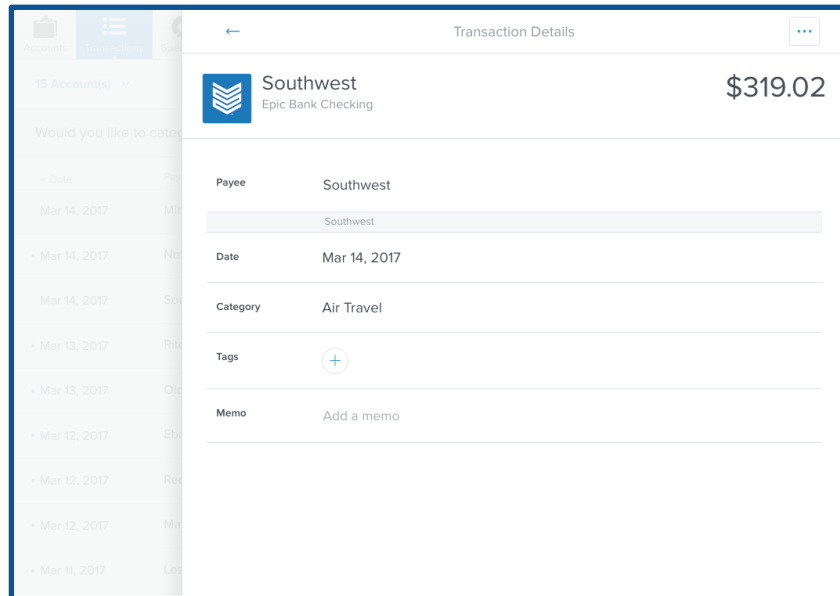 Accounts
Transactions
Transaction Details
15 Account(s)
Southwest
$319.02
Epic Bank Checking
Would you like to
Date
Payee
Southwest
Southwest
Date
Mar 14, 2017
Category
Air Travel
Tags
Memo
Add a memo
Mar 14, 2017
Mar 14, 2017
Mar 14, 2017
Mar 13, 2017
Mar 13, 2017
Mar 12, 2017
Mar 12, 2017
Mar 12, 2017
Mar 11, 2017